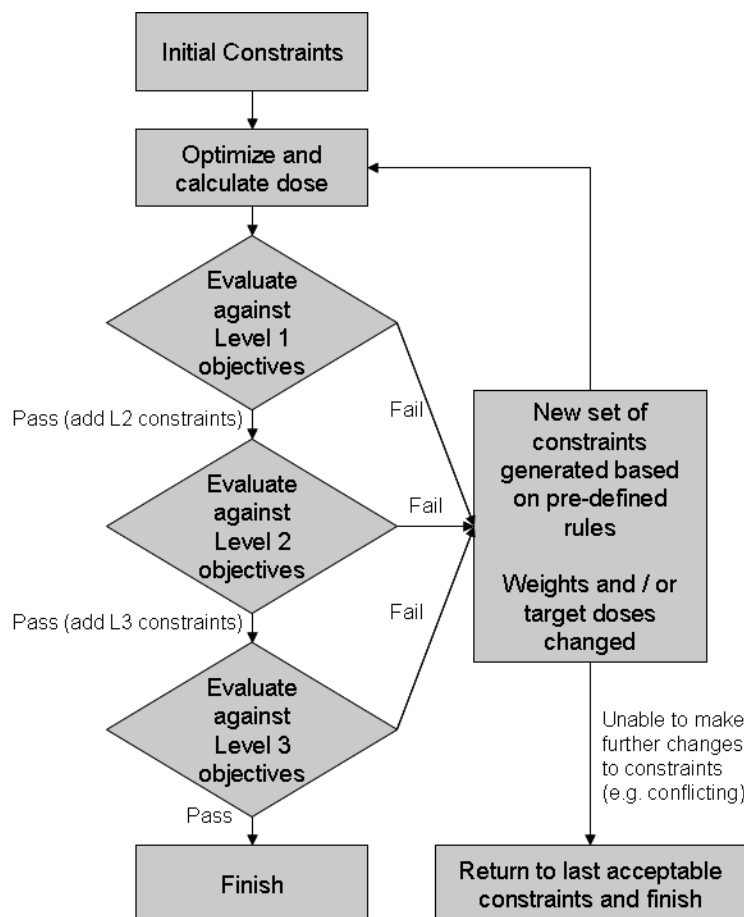 Initial Constraints
Optimize and
calculate dose
Evaluate
against
Level 1
objectives
Pass (add L2 constraints)
Fail
Evaluate
against
Level 2
objectives
Fail
Pass (add L3 constraints)
Fail
Evaluate
against
Level 3
objectives
Pass
Finish
New set of
constraints
generated based
on pre-defined
rules
Weights and / or
target doses
changed
Unable to make
further changes
to constraints
(e.g. conflicting)
Return to last acceptable
constraints and finish